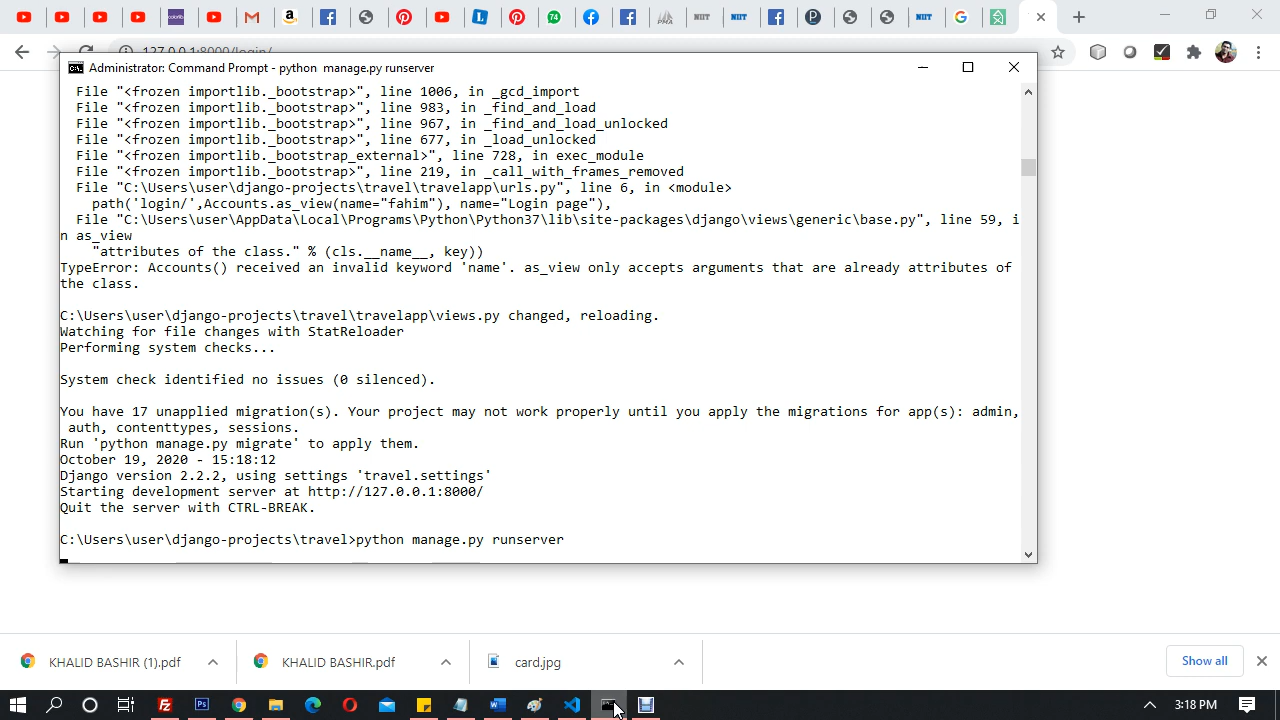 74
NIIT
NIIT
NIIT
127.0.0.1:8000/login/
Administrator: Command Prompt - python  manage.py runserver
File "<frozen importlib._bootstrap>", line 1006, in _gcd_import
File "<frozen importlib._bootstrap>", line 983, in _find_and_load
File "<frozen importlib._bootstrap>", line 967, in _find_and_load_unlocked
File "<frozen importlib._bootstrap>", line 677, in _load_unlocked
File "<frozen importlib._bootstrap_external>", line 728, in exec_module
File "<frozen importlib._bootstrap>", line 219, in _call_with_frames_removed
File "C:\Users\user\django-projects\travel\travelapp\urls.py", line 6, in <module>
path('login/',Accounts.as_view(name="fahim"), name="Login page"),
File "C:\Users\user\AppData\Local\Programs\Python\Python37\lib\site-packages\django\views\generic\base.py", line 59, i
n as_view
"attributes of the class." % (cls.__name__, key))
TypeError: Accounts() received an invalid keyword 'name'. as_view only accepts arguments that are already attributes of
the class.
C:\Users\user\django-projects\travel\travelapp\views.py changed, reloading.
Watching for file changes with StatReloader
Performing system checks...
System check identified no issues (0 silenced).
You have 17 unapplied migration(s). Your project may not work properly until you apply the migrations for app(s): admin,
auth, contenttypes, sessions.
Run 'python manage.py migrate' to apply them.
October 19, 2020 - 15:18:12
Django version 2.2.2, using settings 'travel.settings'
Starting development server at http://127.0.0.1:8000/
Quit the server with CTRL-BREAK.
C:\Users\user\django-projects\travel>python manage.py runserver
KHALID BASHIR (1).pdf
KHALID BASHIR.pdf
card.jpg
Show all
3:18 PM